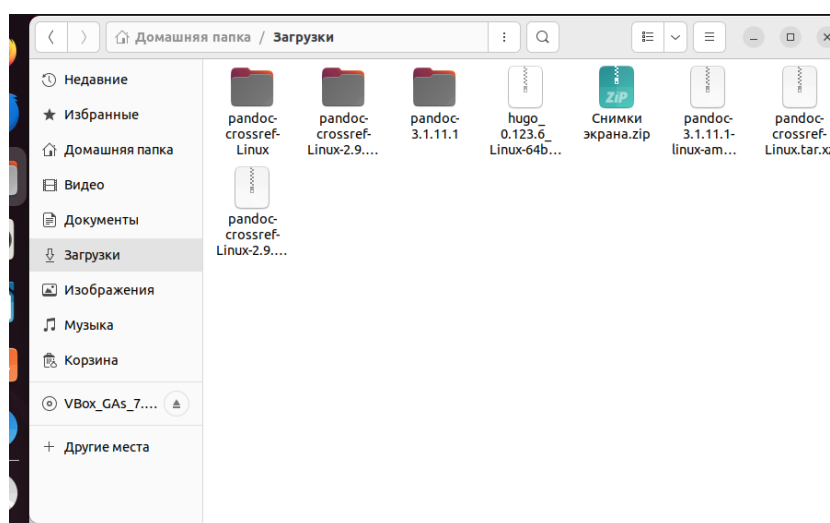 Домашняя папка / Загрузки
Недавние
Избранные
Домашняя папка
Видео
Документы
Загрузки
Изображения
Музыка
Корзина
VBox_GAs_7....
Другие места
pandoc-
crossref-
Linux
pandoc-
crossref-
Linux-2.9....
pandoc-
3.1.11.1
hugo_
0.123.6_
Linux-64b...
ZIP
Снимки
экрана.zip
pandoc-
3.1.11.1-
linux-am...
pandoc-
crossref-
Linux.tar.xz
pandoc-
crossref-
Linux-2.9....